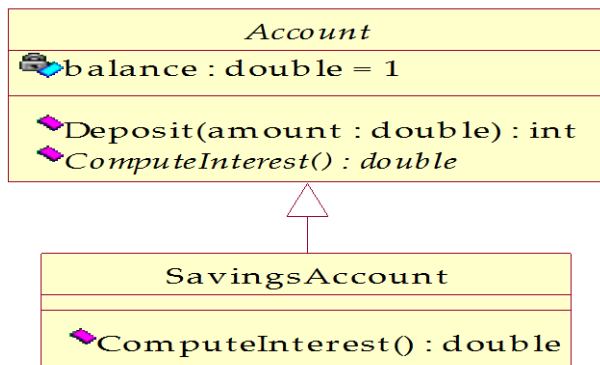 Account
balance : double = 1
Deposit(amount : double) : int
ComputeInterest() : double
SavingsAccount
ComputeInterest() : double